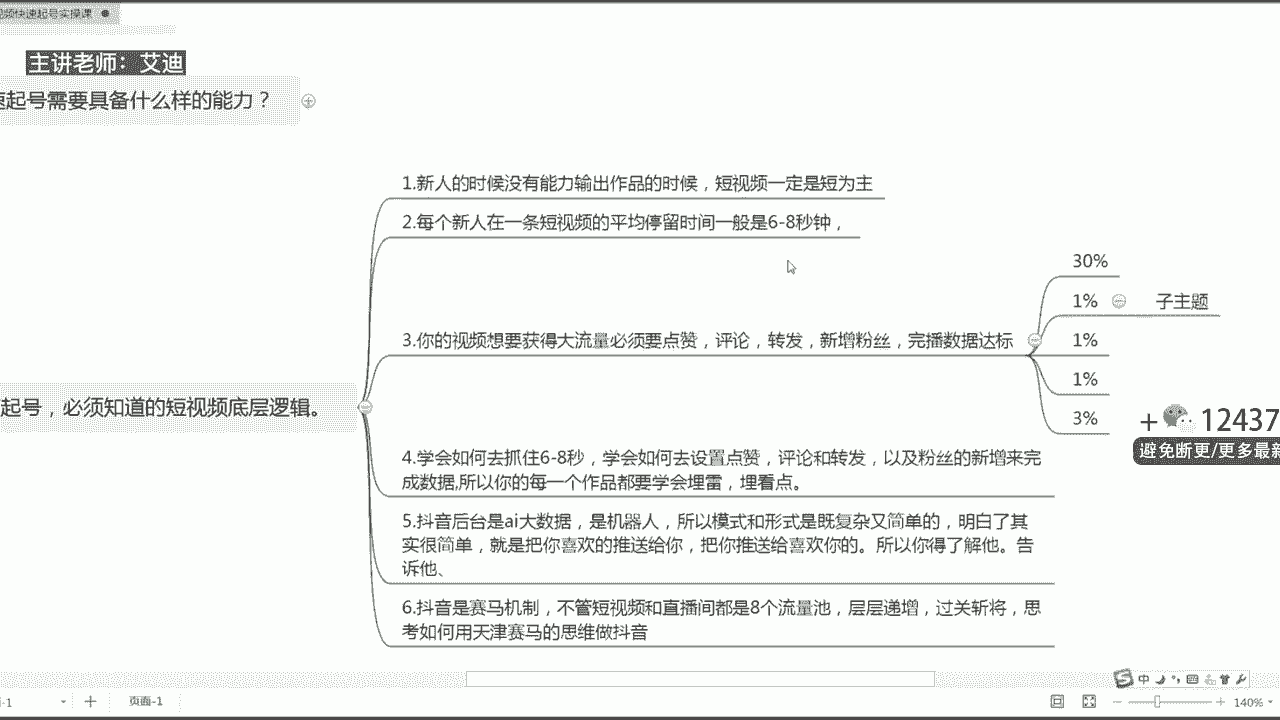 视频快速起号实操课
主讲老师：艾迪
速起号需要具备什么样的能力？
1.新人的时候没有能力输出作品的时候，短视频一定是短为主
2.每个新人在一条短视频的平均停留时间一般是6-8秒钟，
30%
1%
子主题
3.你的视频想要获得大流量必须要点赞，评论，转发，新增粉丝，完播数据达标
1%
1%
3%
起号，必须知道的短视频底层逻辑。
+ 12437
避免断更/更多最新
4.学会如何去抓住6-8秒，学会如何去设置点赞，评论和转发，以及粉丝的新增来完
成数据,所以你的每一个作品都要学会埋雷，埋看点。
5.抖音后台是ai大数据，是机器人，所以模式和形式是既复杂又简单的，明白了其
实很简单，就是把你喜欢的推送给你，把你推送给喜欢你的。所以你得了解他。告
诉他、
6.抖音是赛马机制，不管短视频和直播间都是8个流量池，层层递增，过关斩将，思
考如何用天津赛马的思维做抖音
中
-1
页面-1
140%